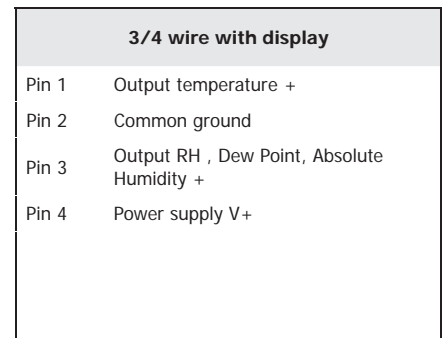 3/4 wire with display
Pin 1 Output temperature +
Pin 2 Common ground
Pin 3 Output RH , Dew Point, Absolute
Humidity +
Pin 4 Power supply V+